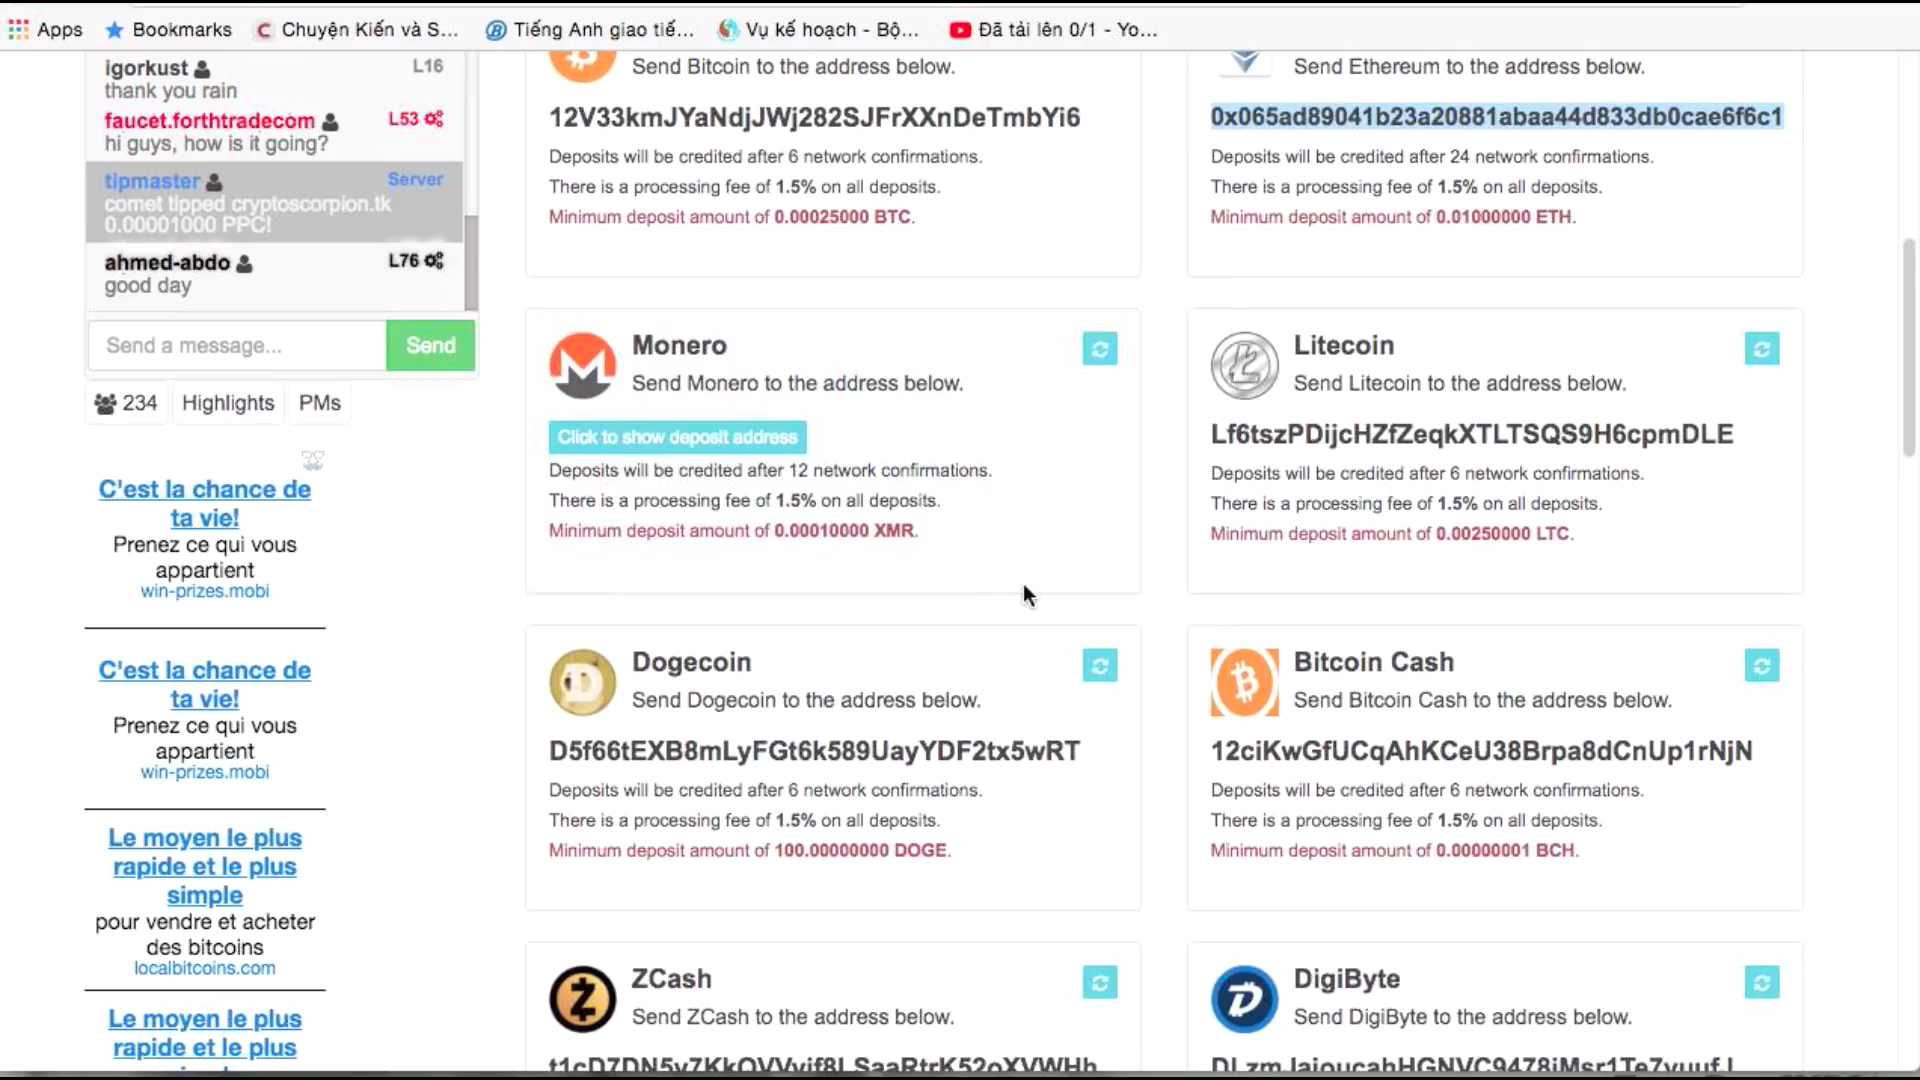 Apps
Bookmarks
Chuyện Kiến và S...
Tiếng Anh giao tiế...
Vụ kế hoạch - Bộ...
Đã tải lên 0/1 - Yo...
igorkust L16
thank you rain
faucet.forthtradecom L53
hi guys, how is it going?
tipmaster Server
comet tipped cryptoscorpion.tk
0.00001000 PPC!
ahmed-abdo L76
good day
Send a message... Send
234 Highlights PMs
C'est la chance de
ta vie!
Prenez ce qui vous
appartient
win-prizes.mobi
C'est la chance de
ta vie!
Prenez ce qui vous
appartient
win-prizes.mobi
Le moyen le plus
rapide et le plus
simple
pour vendre et acheter
des bitcoins
localbitcoins.com
Le moyen le plus
rapide et le plus
Send Bitcoin to the address below.
12V33kmJYaNdjJWj282SJFrXXnDeTmbYi6
Deposits will be credited after 6 network confirmations.
There is a processing fee of 1.5% on all deposits.
Minimum deposit amount of 0.00025000 BTC.
Send Ethereum to the address below.
0x065ad89041b23a20881abaa44d833db0cae6f6c1
Deposits will be credited after 24 network confirmations.
There is a processing fee of 1.5% on all deposits.
Minimum deposit amount of 0.01000000 ETH.
Monero
Send Monero to the address below.
Click to show deposit address
Deposits will be credited after 12 network confirmations.
There is a processing fee of 1.5% on all deposits.
Minimum deposit amount of 0.00010000 XMR.
Litecoin
Send Litecoin to the address below.
Lf6tszPDijcHZfZeqkXTLTSQS9H6cpmDLE
Deposits will be credited after 6 network confirmations.
There is a processing fee of 1.5% on all deposits.
Minimum deposit amount of 0.00250000 LTC.
Dogecoin
Send Dogecoin to the address below.
D5f66tEXB8mLyFGt6k589UayYDF2tx5wRT
Deposits will be credited after 6 network confirmations.
There is a processing fee of 1.5% on all deposits.
Minimum deposit amount of 100.00000000 DOGE.
Bitcoin Cash
Send Bitcoin Cash to the address below.
12ciKwGfUCqAhKCeU38Brpa8dCnUp1rNjN
Deposits will be credited after 6 network confirmations.
There is a processing fee of 1.5% on all deposits.
Minimum deposit amount of 0.00000001 BCH.
ZCash
Send ZCash to the address below.
DigiByte
Send DigiByte to the address below.